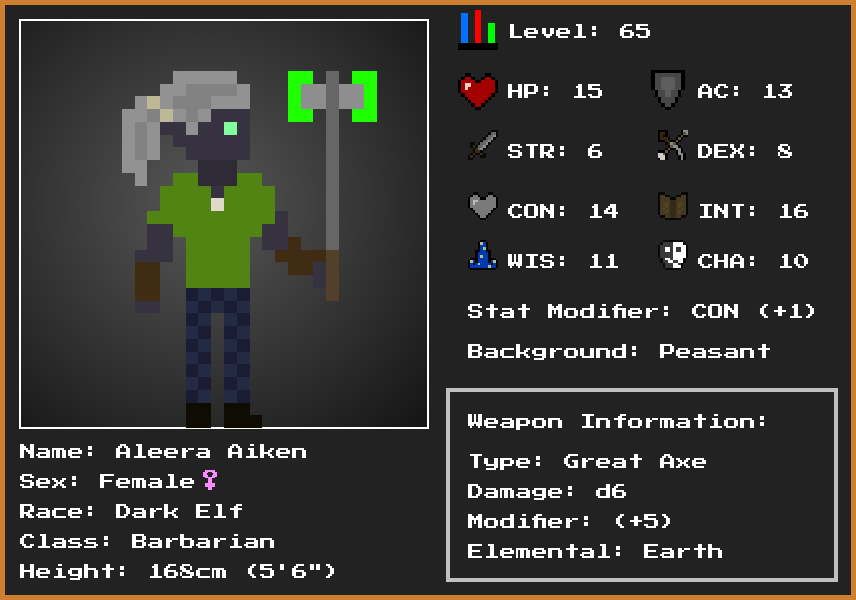 Level: 65
HP: 15
AC: 13
STR: 6
DEX: 8
CON: 14
INT: 16
WIS: 11
CHA: 10
Stat Modifier: CON (+1)
Background: Peasant
Weapon Information:
Type: Great Axe
Damage: d6
Modifier: (+5)
Elemental: Earth
Name: Aleera Aiken
Sex: Female♀
Race: Dark Elf
Class: Barbarian
Height: 168cm (5'6")